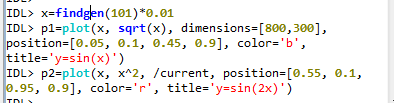 IDL> x=findgen(101)*0.01
IDL> p1=plot(x, sqrt(x), dimensions=[800,300],
position=[0.05, 0.1, 0.45, 0.9], color='b',
title='y=sin(x)')
IDL> p2=plot(x, x^2, /current, position=[0.55, 0.1,
0.95, 0.9], color='r', title='y=sin(2x)')